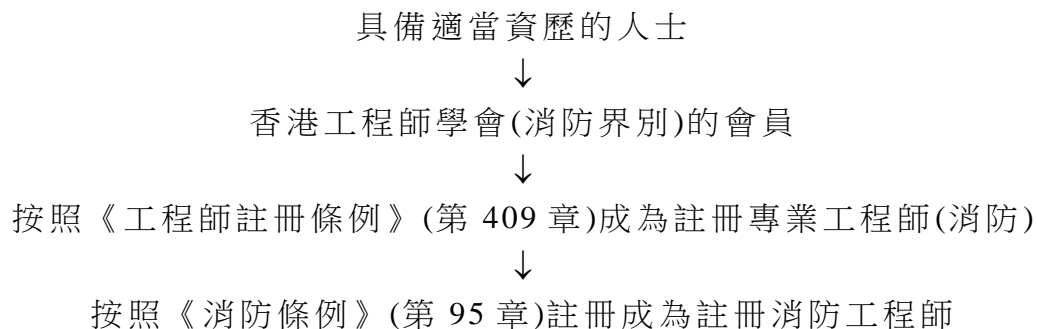 具備適當資歷的人士
↓
香港工程師學會(消防界別)的會員
↓
按照《工程師註冊條例》(第 409 章)成為註冊專業工程師(消防)
↓
按照《消防條例》(第 95 章)註冊成為註冊消防工程師